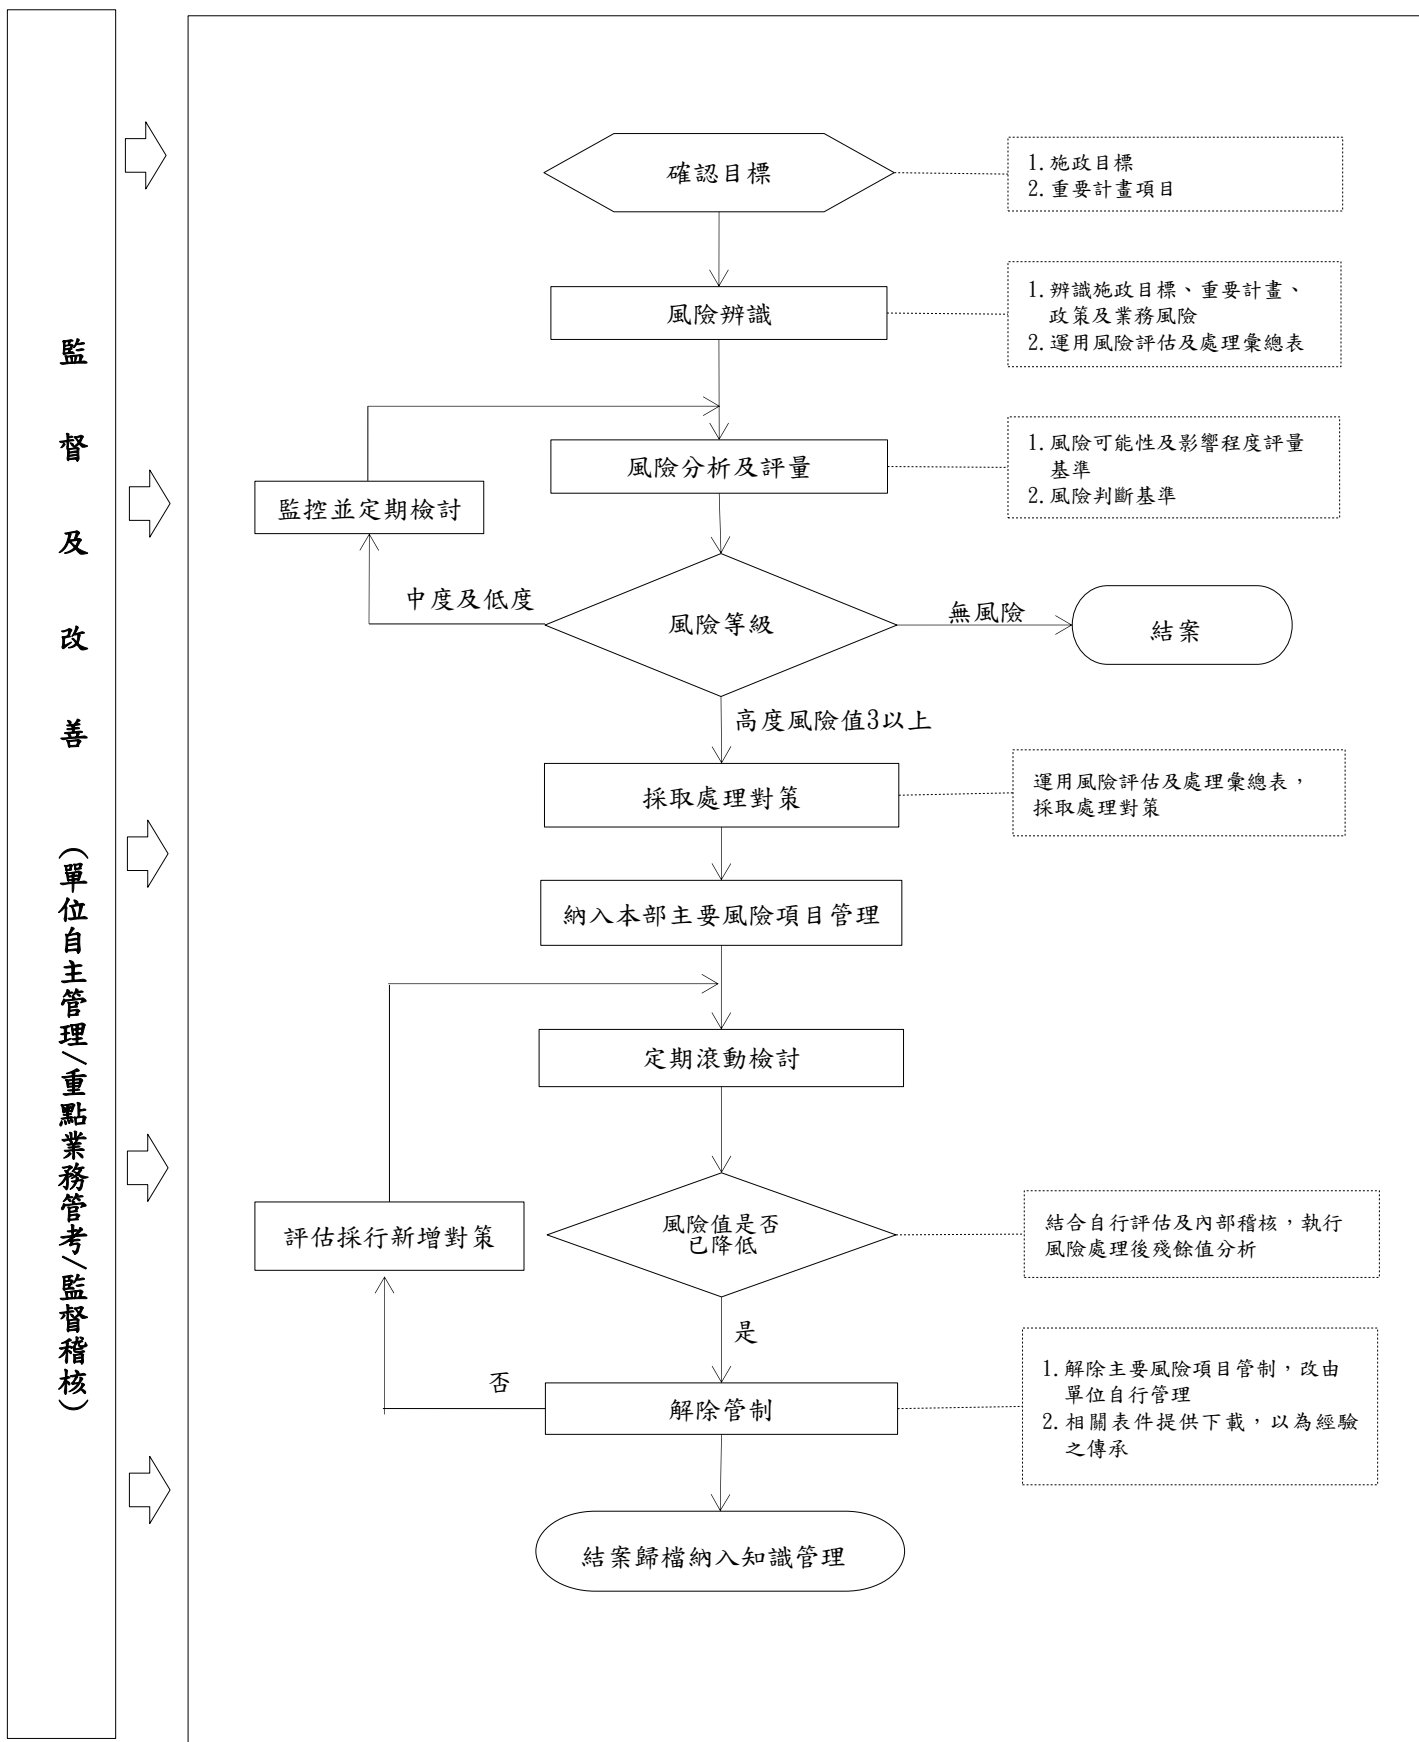 監督及改善
(單位自主管理/重點業務管考/監督稽核)
確認目標
1. 施政目標
2. 重要計畫項目
風險辨識
1. 辨識施政目標、重要計畫、
政策及業務風險
2. 運用風險評估及處理彙總表
風險分析及評量
1. 風險可能性及影響程度評量
基準
2. 風險判斷基準
監控並定期檢討
中度及低度
風險等級
無風險
結案
高度風險值3以上
採取處理對策
運用風險評估及處理彙總表，
採取處理對策
納入本部主要風險項目管理
定期滾動檢討
評估採行新增對策
風險值是否
已降低
結合自行評估及內部稽核，執行
風險處理後殘餘值分析
是
否
解除管制
1. 解除主要風險項目管制，改由
單位自行管理
2. 相關表件提供下載，以為經驗
之傳承
結案歸檔納入知識管理